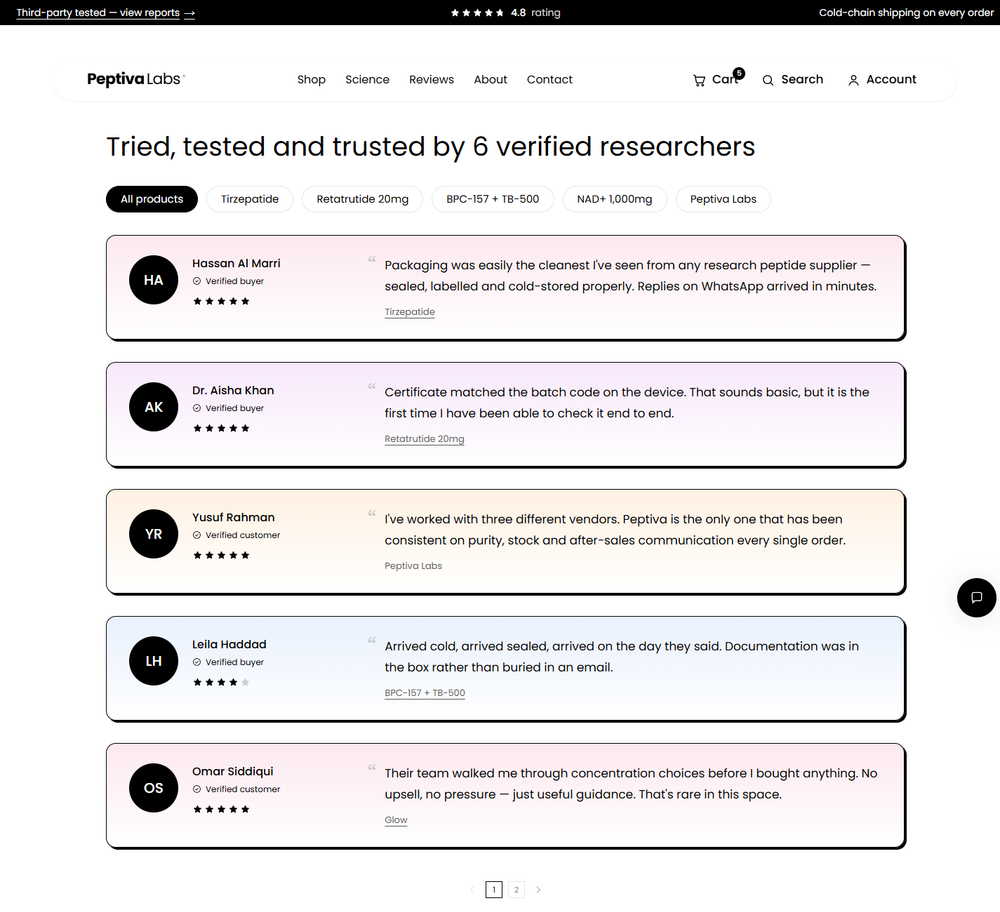 Third-party tested — view reports →
4.8 rating
Cold-chain shipping on every order
Peptiva Labs
Shop
Science
Reviews
About
Contact
Cart
5
Search
Account
Tried, tested and trusted by 6 verified researchers
All products
Tirzepatide
Retatrutide 20mg
BPC-157 + TB-500
NAD+ 1,000mg
Peptiva Labs
HA
Hassan Al Marri
Verified buyer
“
Packaging was easily the cleanest I've seen from any research peptide supplier —
sealed, labelled and cold-stored properly. Replies on WhatsApp arrived in minutes.
Tirzepatide
AK
Dr. Aisha Khan
Verified buyer
“
Certificate matched the batch code on the device. That sounds basic, but it is the
first time I have been able to check it end to end.
Retatrutide 20mg
YR
Yusuf Rahman
Verified customer
“
I've worked with three different vendors. Peptiva is the only one that has been
consistent on purity, stock and after-sales communication every single order.
Peptiva Labs
LH
Leila Haddad
Verified buyer
“
Arrived cold, arrived sealed, arrived on the day they said. Documentation was in
the box rather than buried in an email.
BPC-157 + TB-500
OS
Omar Siddiqui
Verified customer
“
Their team walked me through concentration choices before I bought anything. No
upsell, no pressure — just useful guidance. That's rare in this space.
Glow
1
2